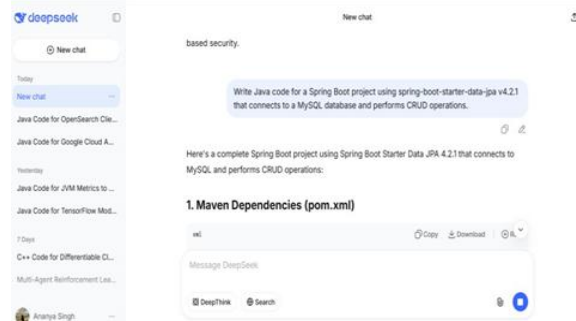 deepseek
New chat
New chat
Today
New chat
Java Code for OpenSearch Clie...
Java Code for Google Cloud A...
Yesterday
Java Code for JVM Metrics to ...
Java Code for TensorFlow Mod...
7 Days
C++ Code for Differentiable Cl...
Multi-Agent Reinforcement Lea...
Ananya Singh
based security.
Write Java code for a Spring Boot project using spring-boot-starter-data-jpa v4.2.1
that connects to a MySQL database and performs CRUD operations.
Here's a complete Spring Boot project using Spring Boot Starter Data JPA 4.2.1 that connects to
MySQL and performs CRUD operations:
1. Maven Dependencies (pom.xml)
xml Copy Download
Message DeepSeek
DeepThink Search